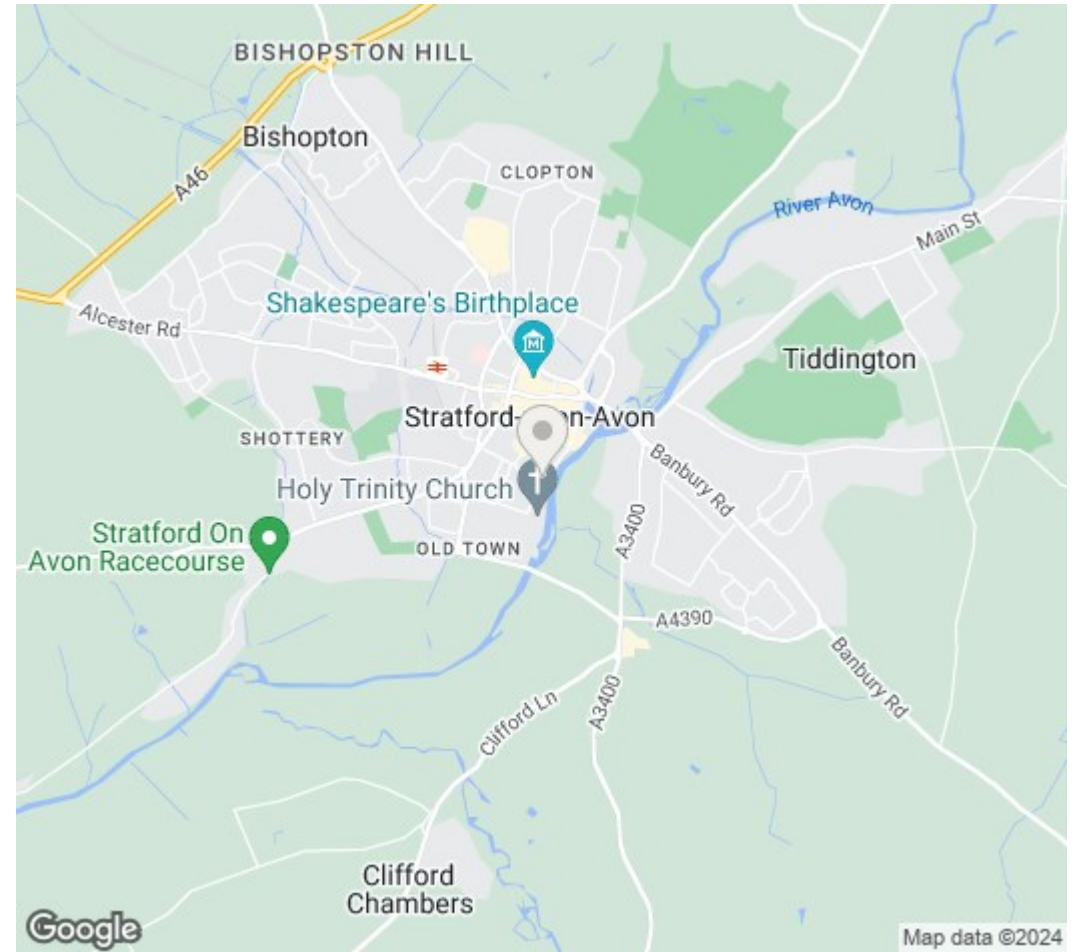 BISHOPSTON HILL
Bishopton
CLOPTON
A46
River Avon
Main St
Shakespeare's Birthplace
Alcester Rd
M
Tiddington
Stratford-on-Avon
SHOTTERY
Banbury Rd
Holy Trinity Church
Stratford On
Avon Racecourse
A3400
OLD TOWN
A4390
Banbury Rd
A3400
Clifford Ln
Clifford
Chambers
Google
Map data ©2024